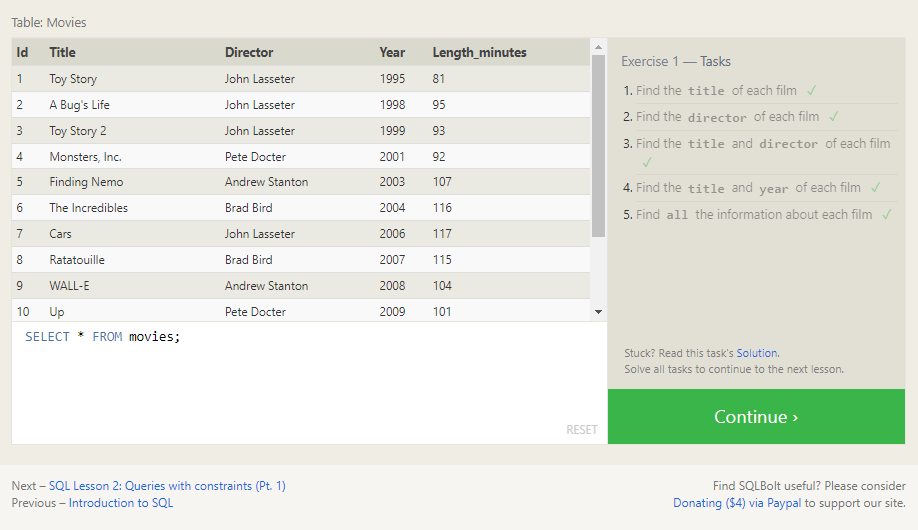 Table: Movies
Id Title Director Year Length_minutes
1 Toy Story John Lasseter 1995 81
2 A Bug's Life John Lasseter 1998 95
3 Toy Story 2 John Lasseter 1999 93
4 Monsters, Inc. Pete Docter 2001 92
5 Finding Nemo Andrew Stanton 2003 107
6 The Incredibles Brad Bird 2004 116
7 Cars John Lasseter 2006 117
8 Ratatouille Brad Bird 2007 115
9 WALL-E Andrew Stanton 2008 104
10 Up Pete Docter 2009 101
SELECT * FROM movies;
RESET
Exercise 1 — Tasks
1. Find the title of each film ✓
2. Find the director of each film ✓
3. Find the title and director of each film
✓
4. Find the title and year of each film ✓
5. Find all the information about each film ✓
Stuck? Read this task's Solution.
Solve all tasks to continue to the next lesson.
Continue ›
Next – SQL Lesson 2: Queries with constraints (Pt. 1)
Previous – Introduction to SQL
Find SQLBolt useful? Please consider
Donating ($4) via Paypal to support our site.